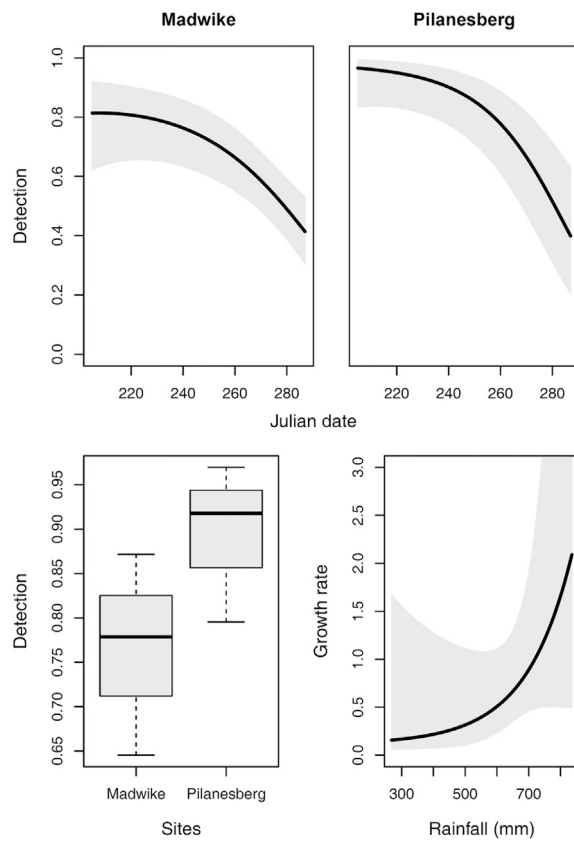 Madwike
Pilanesberg
Detection
1.0
0.8
0.6
0.4
0.2
0.0
220 240 260 280
220 240 260 280
Julian date
Detection
0.95
0.90
0.85
0.80
0.75
0.70
0.65
Madwike Pilanesberg
Sites
Growth rate
3.0
2.5
2.0
1.5
1.0
0.5
0.0
300 500 700
Rainfall (mm)